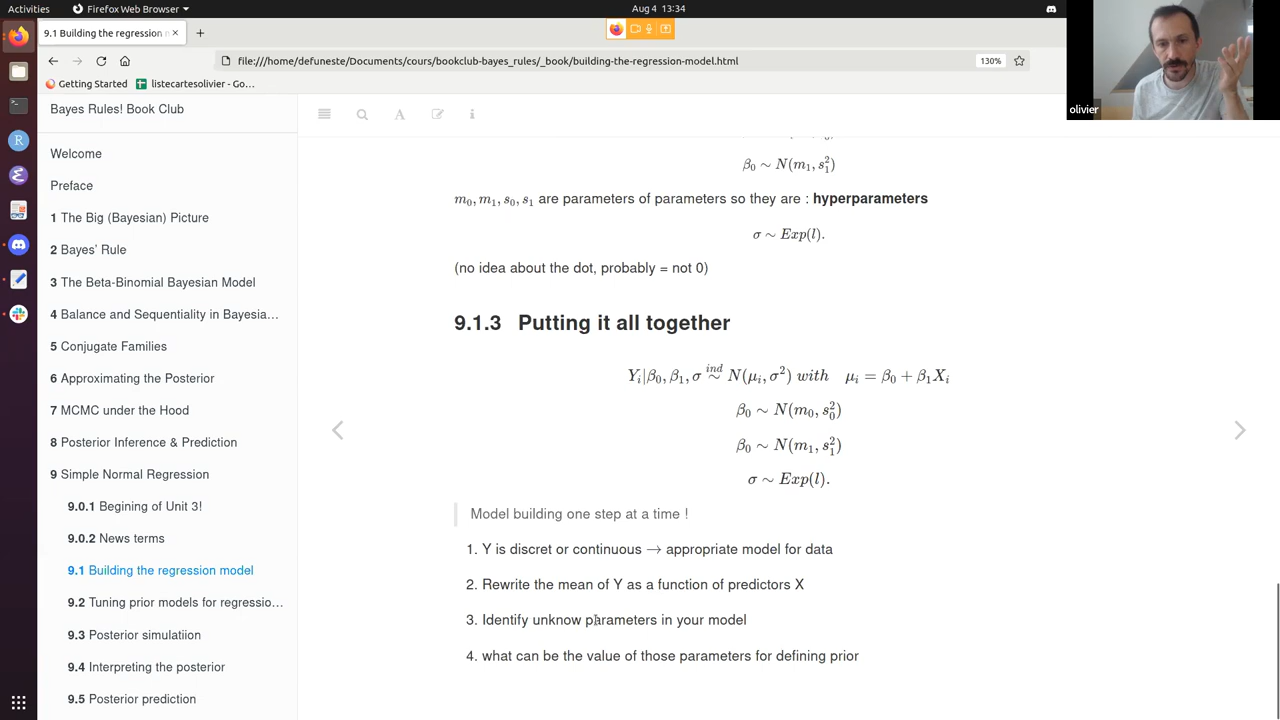 Activities
Firefox Web Browser
Aug 4 13:34
9.1 Building the regression
file:///home/defuneste/Documents/cours/bookclub-bayes_rules/_book/building-the-regression-model.html
130%
Getting Started
listecartesolivier - Go…
olivier
Bayes Rules! Book Club
Welcome
Preface
1 The Big (Bayesian) Picture
2 Bayes' Rule
3 The Beta-Binomial Bayesian Model
4 Balance and Sequentiality in Bayesia…
5 Conjugate Families
6 Approximating the Posterior
7 MCMC under the Hood
8 Posterior Inference & Prediction
9 Simple Normal Regression
9.0.1 Begining of Unit 3!
9.0.2 News terms
9.1 Building the regression model
9.2 Tuning prior models for regressio…
9.3 Posterior simulatiion
9.4 Interpreting the posterior
9.5 Posterior prediction
β₀ ∼ N(m₁, s₁²)
m₀, m₁, s₀, s₁ are parameters of parameters so they are : hyperparameters
σ ∼ Exp(l).
(no idea about the dot, probably = not 0)
9.1.3 Putting it all together
Yᵢ|β₀, β₁, σ ind ∼ N(μᵢ, σ²) with μᵢ = β₀ + β₁Xᵢ
β₀ ∼ N(m₀, s₀²)
β₀ ∼ N(m₁, s₁²)
σ ∼ Exp(l).
Model building one step at a time !
1. Y is discret or continuous → appropriate model for data
2. Rewrite the mean of Y as a function of predictors X
3. Identify unknow parameters in your model
4. what can be the value of those parameters for defining prior